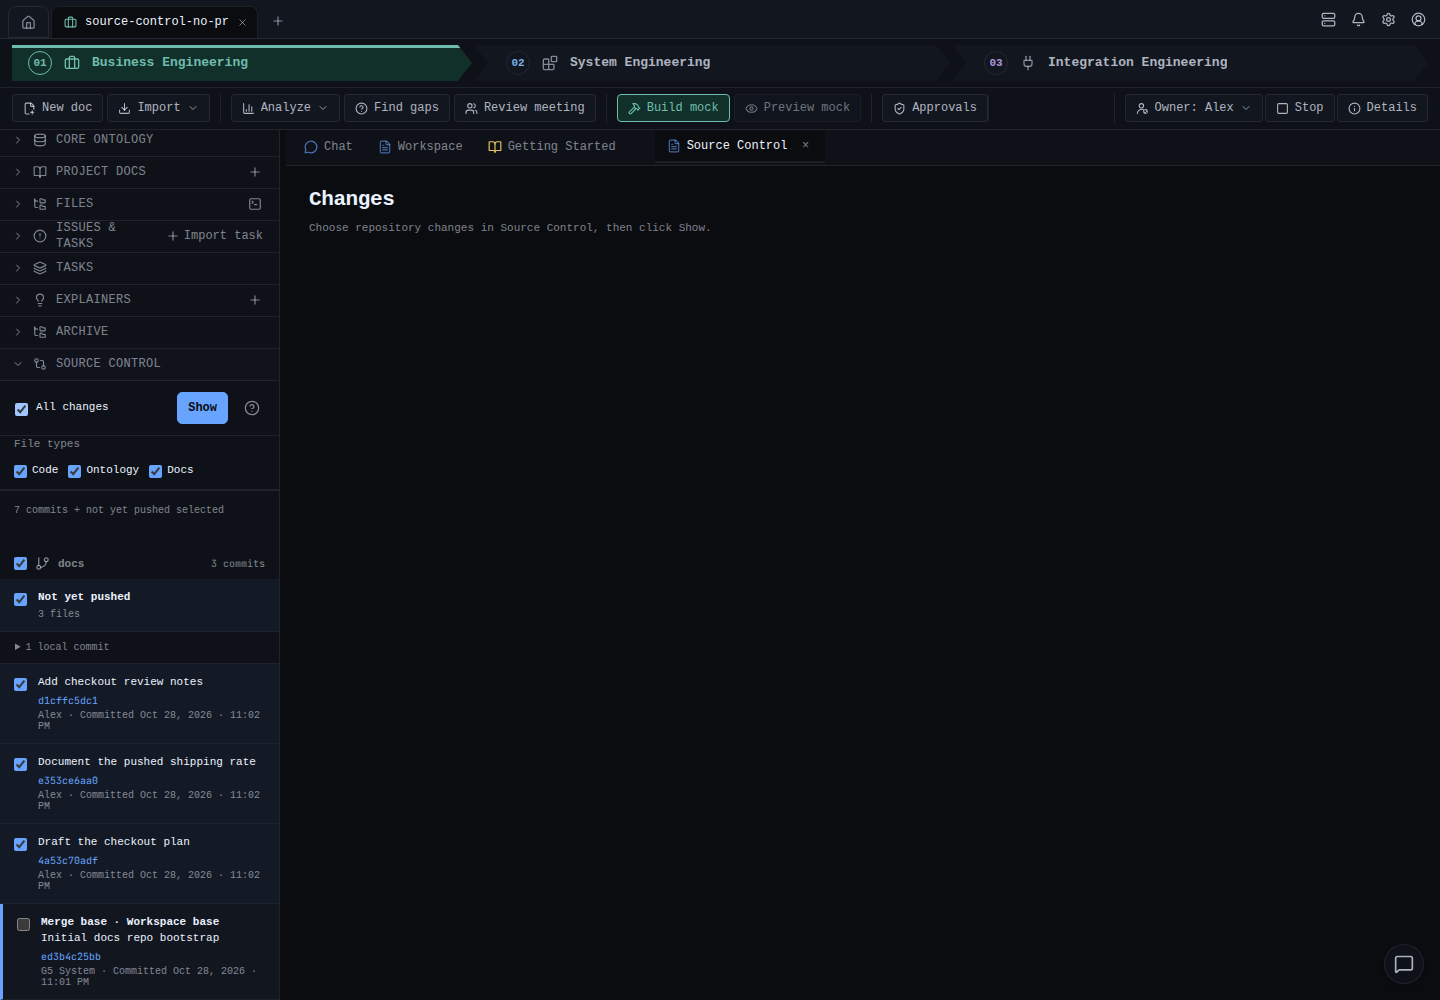 source-control-no-pr
01 Business Engineering
02 System Engineering
03 Integration Engineering
New doc
Import
Analyze
Find gaps
Review meeting
Build mock
Preview mock
Approvals
Owner: Alex
Stop
Details
CORE ONTOLOGY
PROJECT DOCS
FILES
ISSUES &
TASKS
Import task
TASKS
EXPLAINERS
ARCHIVE
SOURCE CONTROL
All changes
Show
File types
Code
Ontology
Docs
7 commits + not yet pushed selected
docs
3 commits
Not yet pushed
3 files
1 local commit
Add checkout review notes
d1cffc5dc1
Alex · Committed Oct 28, 2026 · 11:02
PM
Document the pushed shipping rate
e353ce6aa0
Alex · Committed Oct 28, 2026 · 11:02
PM
Draft the checkout plan
4a53c70adf
Alex · Committed Oct 28, 2026 · 11:02
PM
Merge base · Workspace base
Initial docs repo bootstrap
ed3b4c25bb
G5 System · Committed Oct 28, 2026 ·
11:01 PM
Chat
Workspace
Getting Started
Source Control ×
Changes
Choose repository changes in Source Control, then click Show.